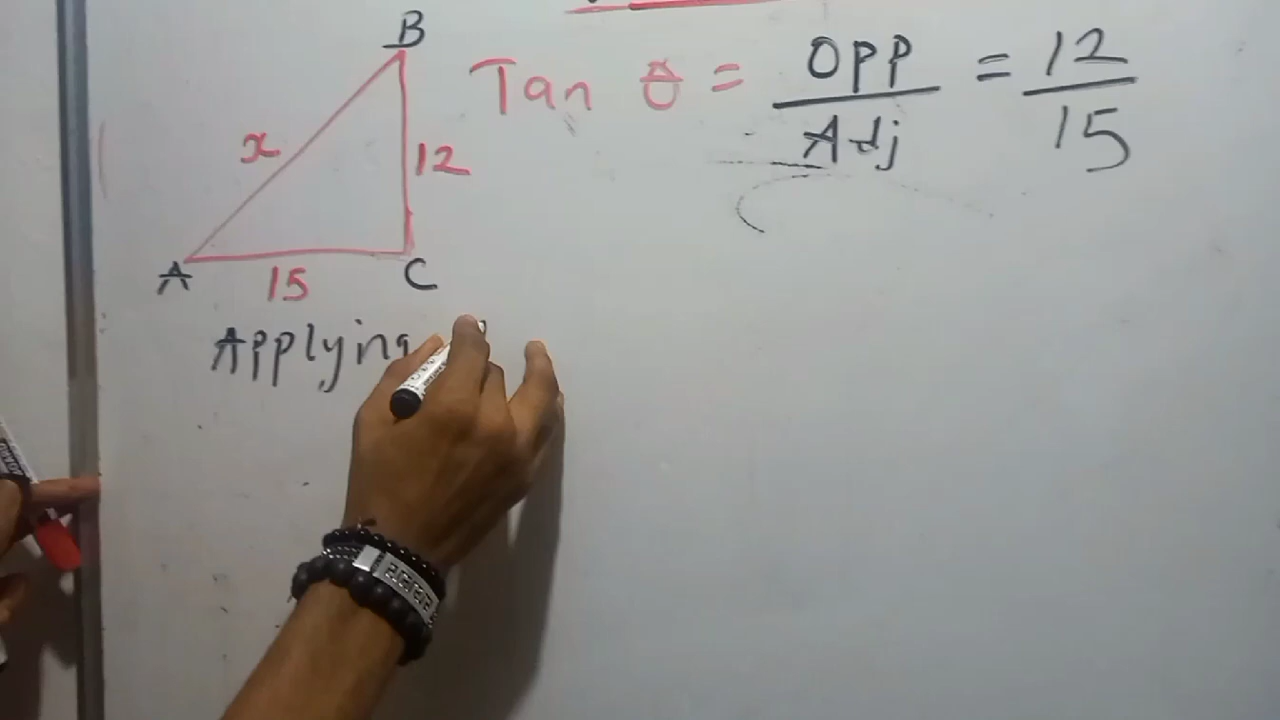 B
Tan θ = Opp/Adj = 12/15
x
12
A
15
C
Applying